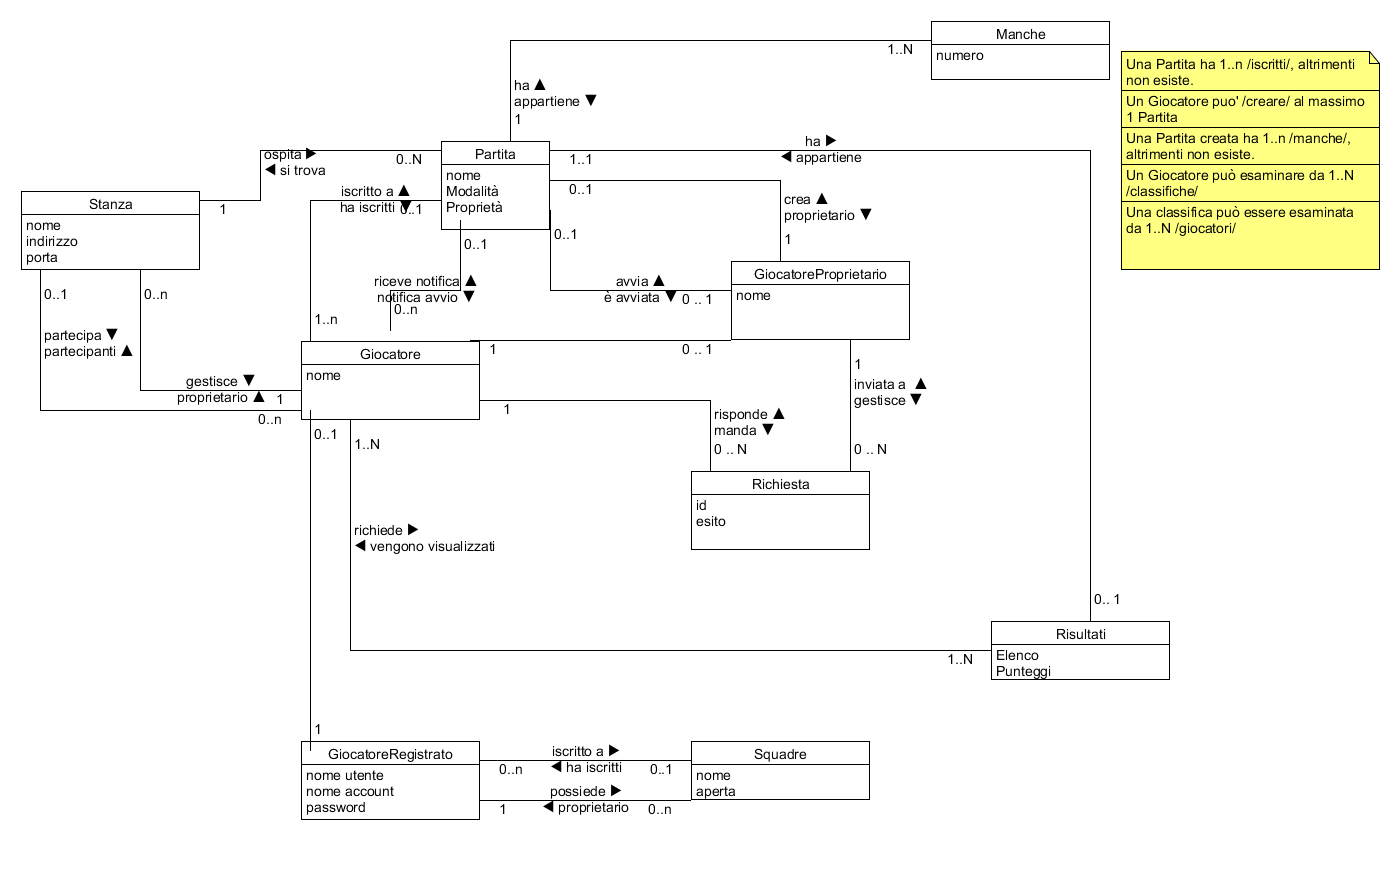 Manche
numero
1..N
ha ▲
appartiene ▼
1
Una Partita ha 1..n /iscritti/, altrimenti
non esiste.
Un Giocatore puo' /creare/ al massimo
1 Partita
Una Partita creata ha 1..n /manche/,
altrimenti non esiste.
Un Giocatore può esaminare da 1..N
/classifiche/
Una classifica può essere esaminata
da 1..N /giocatori/
ospita ▶
◀ si trova
0..N
1
Partita
nome
Modalità
Proprietà
1..1
ha ▶
◀ appartiene
0..1
iscritto a ▲
ha iscritti ▼
0..1
Stanza
nome
indirizzo
porta
crea ▲
proprietario ▼
1
0..1
0..1
riceve notifica ▲
notifica avvio ▼
0..n
avvia ▲
è avviata ▼
0 .. 1
GiocatoreProprietario
nome
0..1
0..n
1..n
partecipa ▼
partecipanti ▲
gestisce ▼
proprietario ▲
1
0..n
Giocatore
nome
1
0 .. 1
1
inviata a ▲
gestisce ▼
0 .. N
1
risponde ▲
manda ▼
0 .. N
0..1
1..N
Richiesta
id
esito
richiede ▶
◀ vengono visualizzati
0.. 1
Risultati
Elenco
Punteggi
1..N
1
GiocatoreRegistrato
nome utente
nome account
password
iscritto a ▶
◀ ha iscritti
0..n
0..1
possiede ▶
◀ proprietario
1
0..n
Squadre
nome
aperta